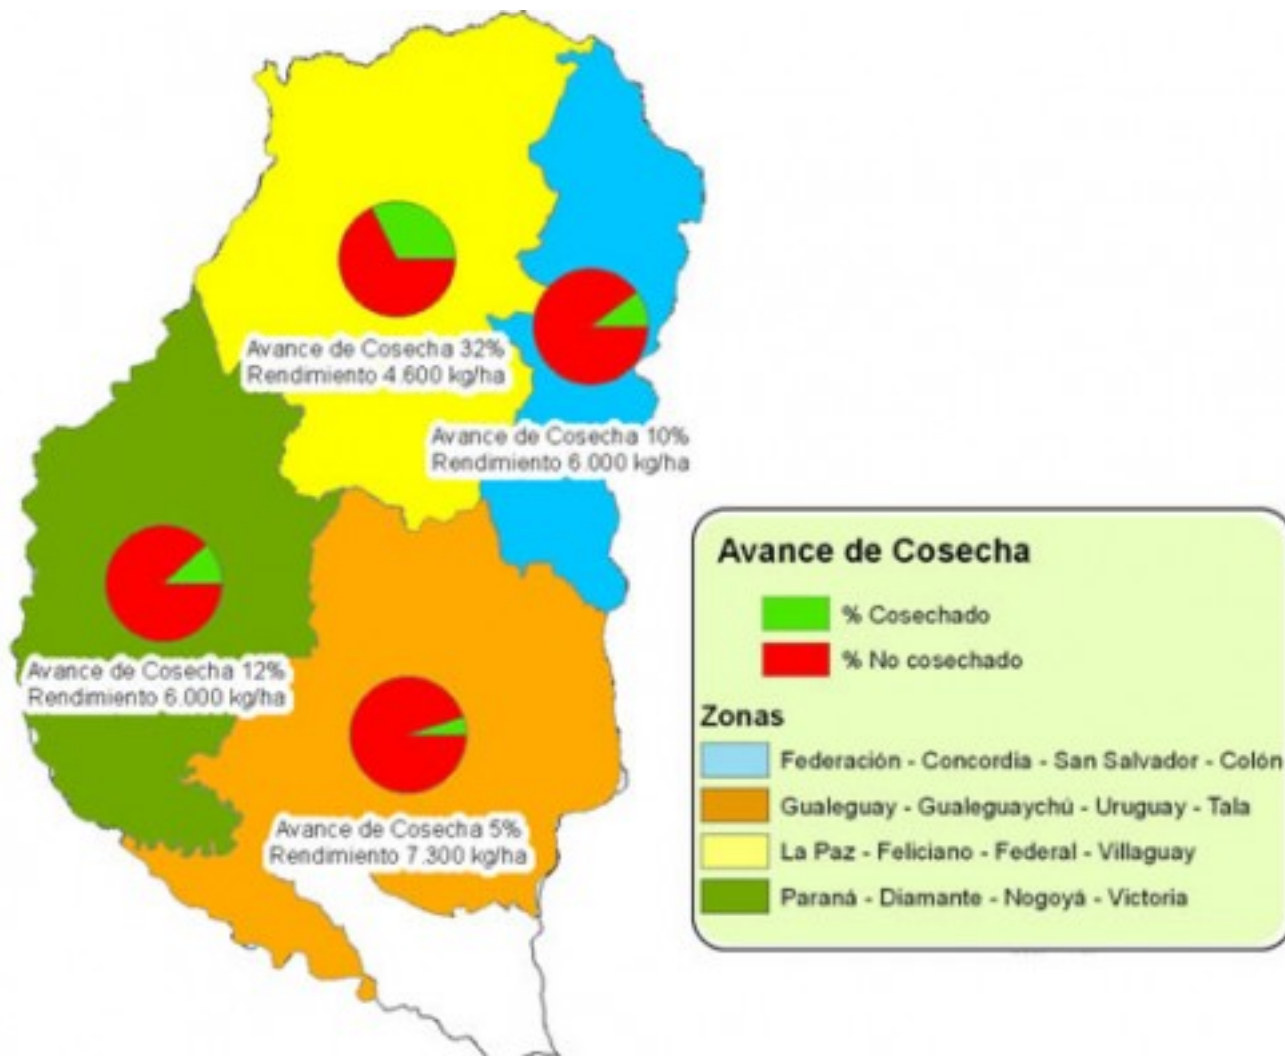 Avance de Cosecha 32%
Rendimiento 4.600 kg/ha
Avance de Cosecha 10%
Rendimiento 6.000 kg/ha
Avance de Cosecha 12%
Rendimiento 6.000 kg/ha
Avance de Cosecha 5%
Rendimiento 7.300 kg/ha
Avance de Cosecha
% Cosechado
% No cosechado
Zonas
Federación - Concordia - San Salvador - Colón
Gualeguay - Gualeguaychú - Uruguay - Tala
La Paz - Feliciano - Federal - Villaguay
Paraná - Diamante - Nogoyá - Victoria